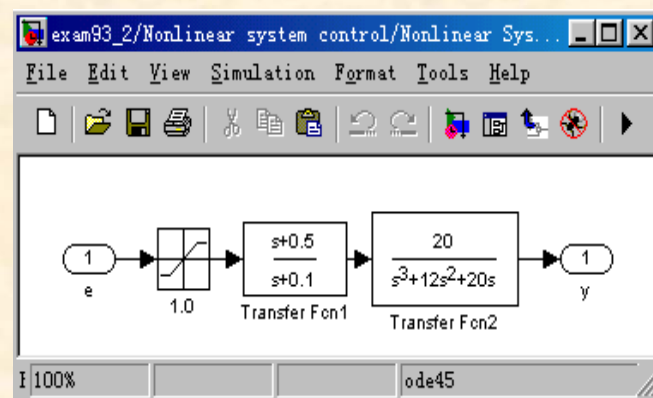 exam93_2/Nonlinear system control/Nonlinear Sys...
File Edit View Simulation Format Tools Help
1
e
1.0
s+0.5
s+0.1
Transfer Fcn1
20
s³+12s²+20s
Transfer Fcn2
1
y
100%
ode45